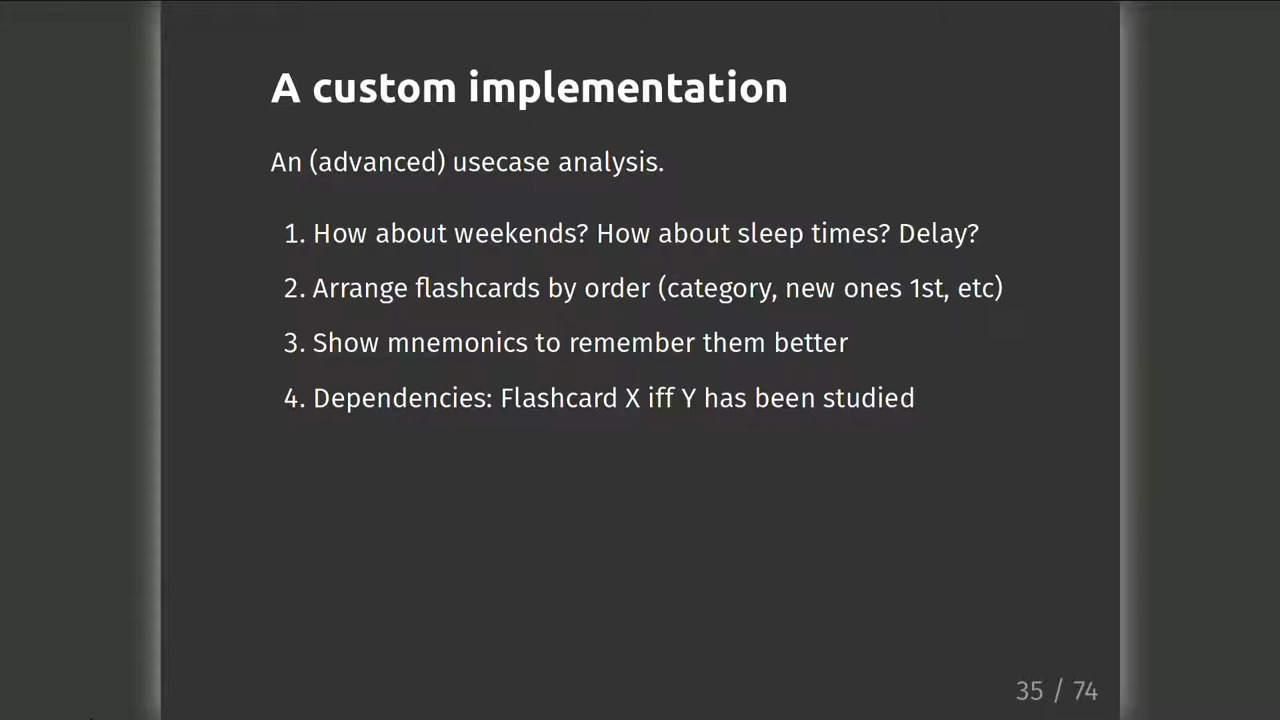 A custom implementation
An (advanced) usecase analysis.
1. How about weekends? How about sleep times? Delay?
2. Arrange flashcards by order (category, new ones 1st, etc)
3. Show mnemonics to remember them better
4. Dependencies: Flashcard X iff Y has been studied
35 / 74